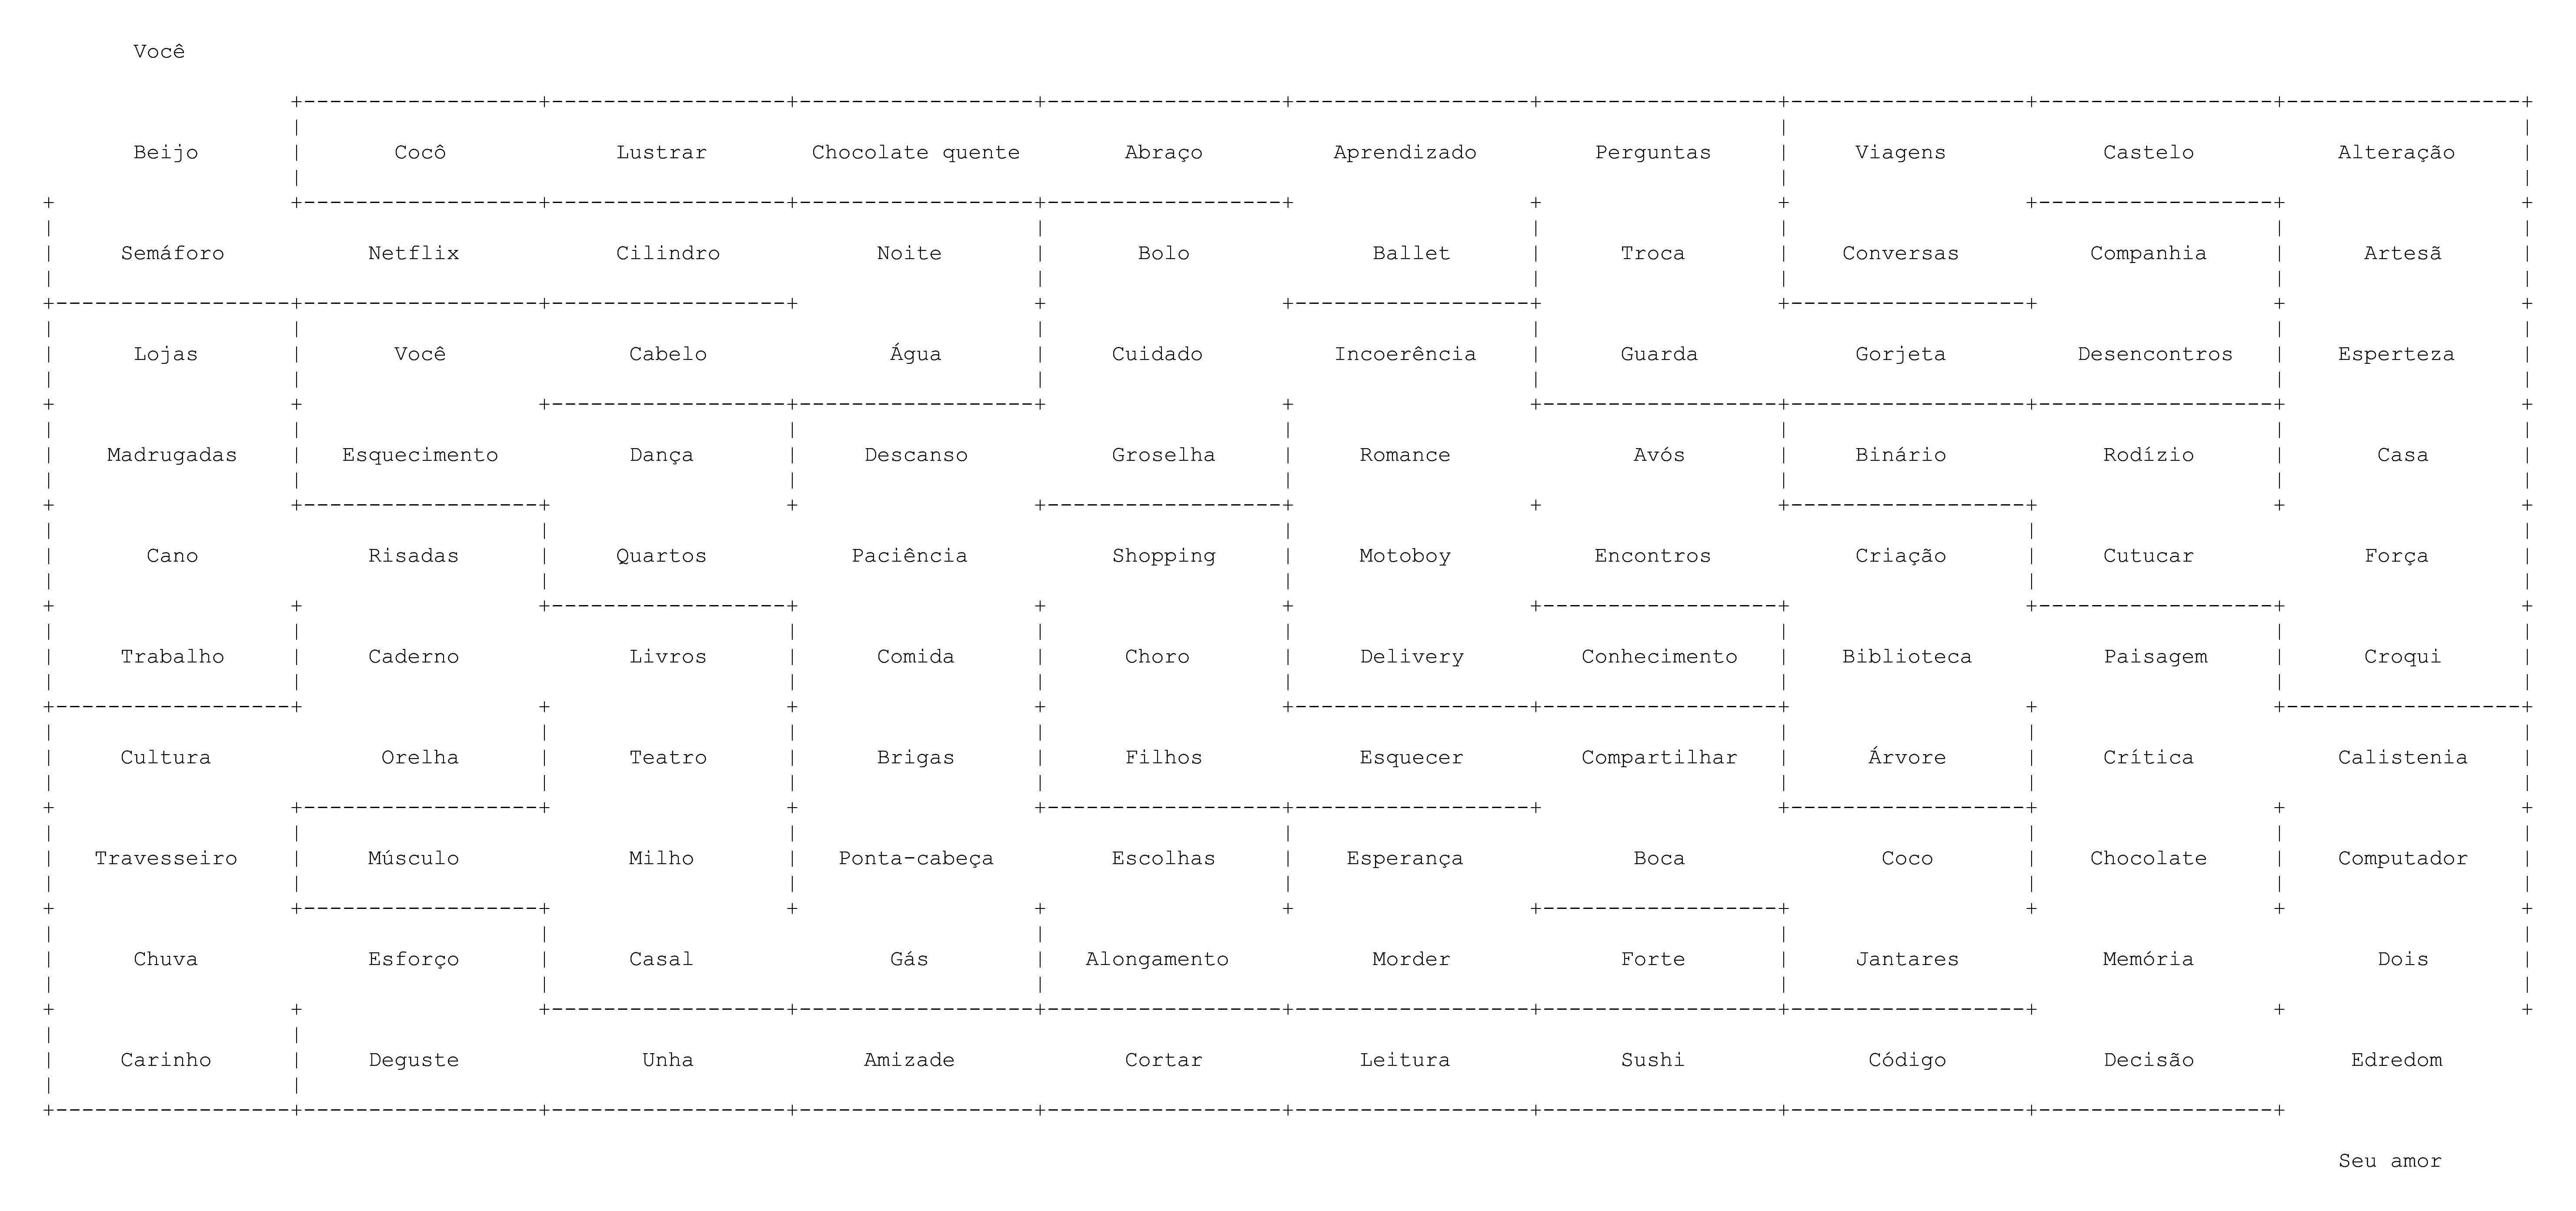 Você
Beijo Cocô Lustrar Chocolate quente Abraço Aprendizado Perguntas Viagens Castelo Alteração
Semáforo Netflix Cilindro Noite Bolo Ballet Troca Conversas Companhia Artesã
Lojas Você Cabelo Água Cuidado Incoerência Guarda Gorjeta Desencontros Esperteza
Madrugadas Esquecimento Dança Descanso Groselha Romance Avós Binário Rodízio Casa
Cano Risadas Quartos Paciência Shopping Motoboy Encontros Criação Cutucar Força
Trabalho Caderno Livros Comida Choro Delivery Conhecimento Biblioteca Paisagem Croqui
Cultura Orelha Teatro Brigas Filhos Esquecer Compartilhar Árvore Crítica Calistenia
Travesseiro Músculo Milho Ponta-cabeça Escolhas Esperança Boca Coco Chocolate Computador
Chuva Esforço Casal Gás Alongamento Morder Forte Jantares Memória Dois
Carinho Deguste Unha Amizade Cortar Leitura Sushi Código Decisão Edredom
Seu amor